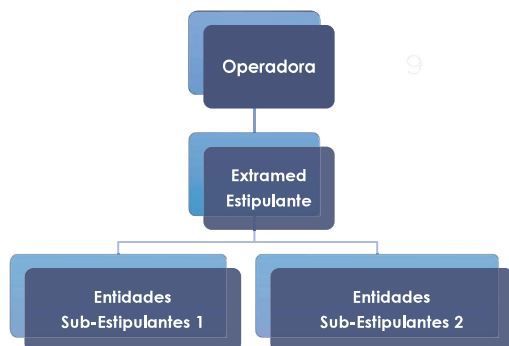 Operadora
9
Extramed
Estipulante
Entidades
Sub-Estipulantes 1
Entidades
Sub-Estipulantes 2